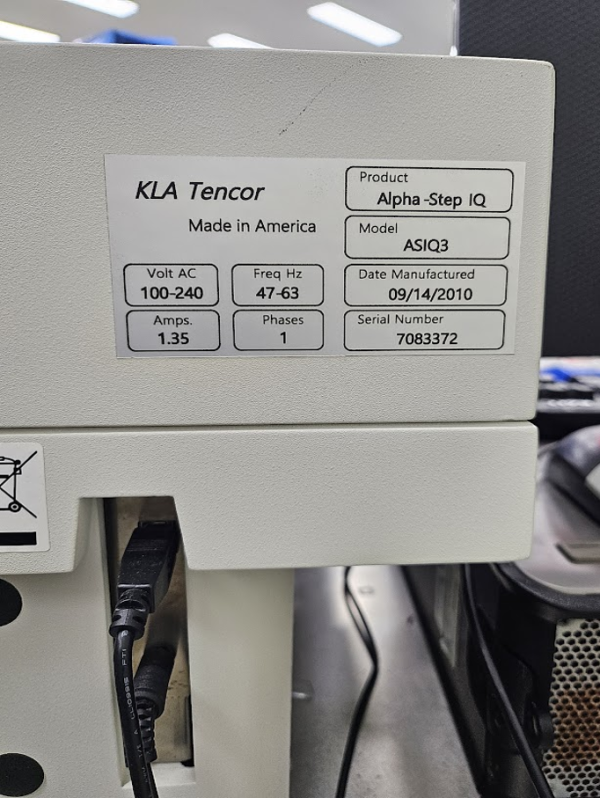 KLA Tencor
Made in America
Product
Alpha-Step IQ
Model
ASIQ3
Volt AC
100-240
Freq Hz
47-63
Date Manufactured
09/14/2010
Amps.
1.35
Phases
1
Serial Number
7083372